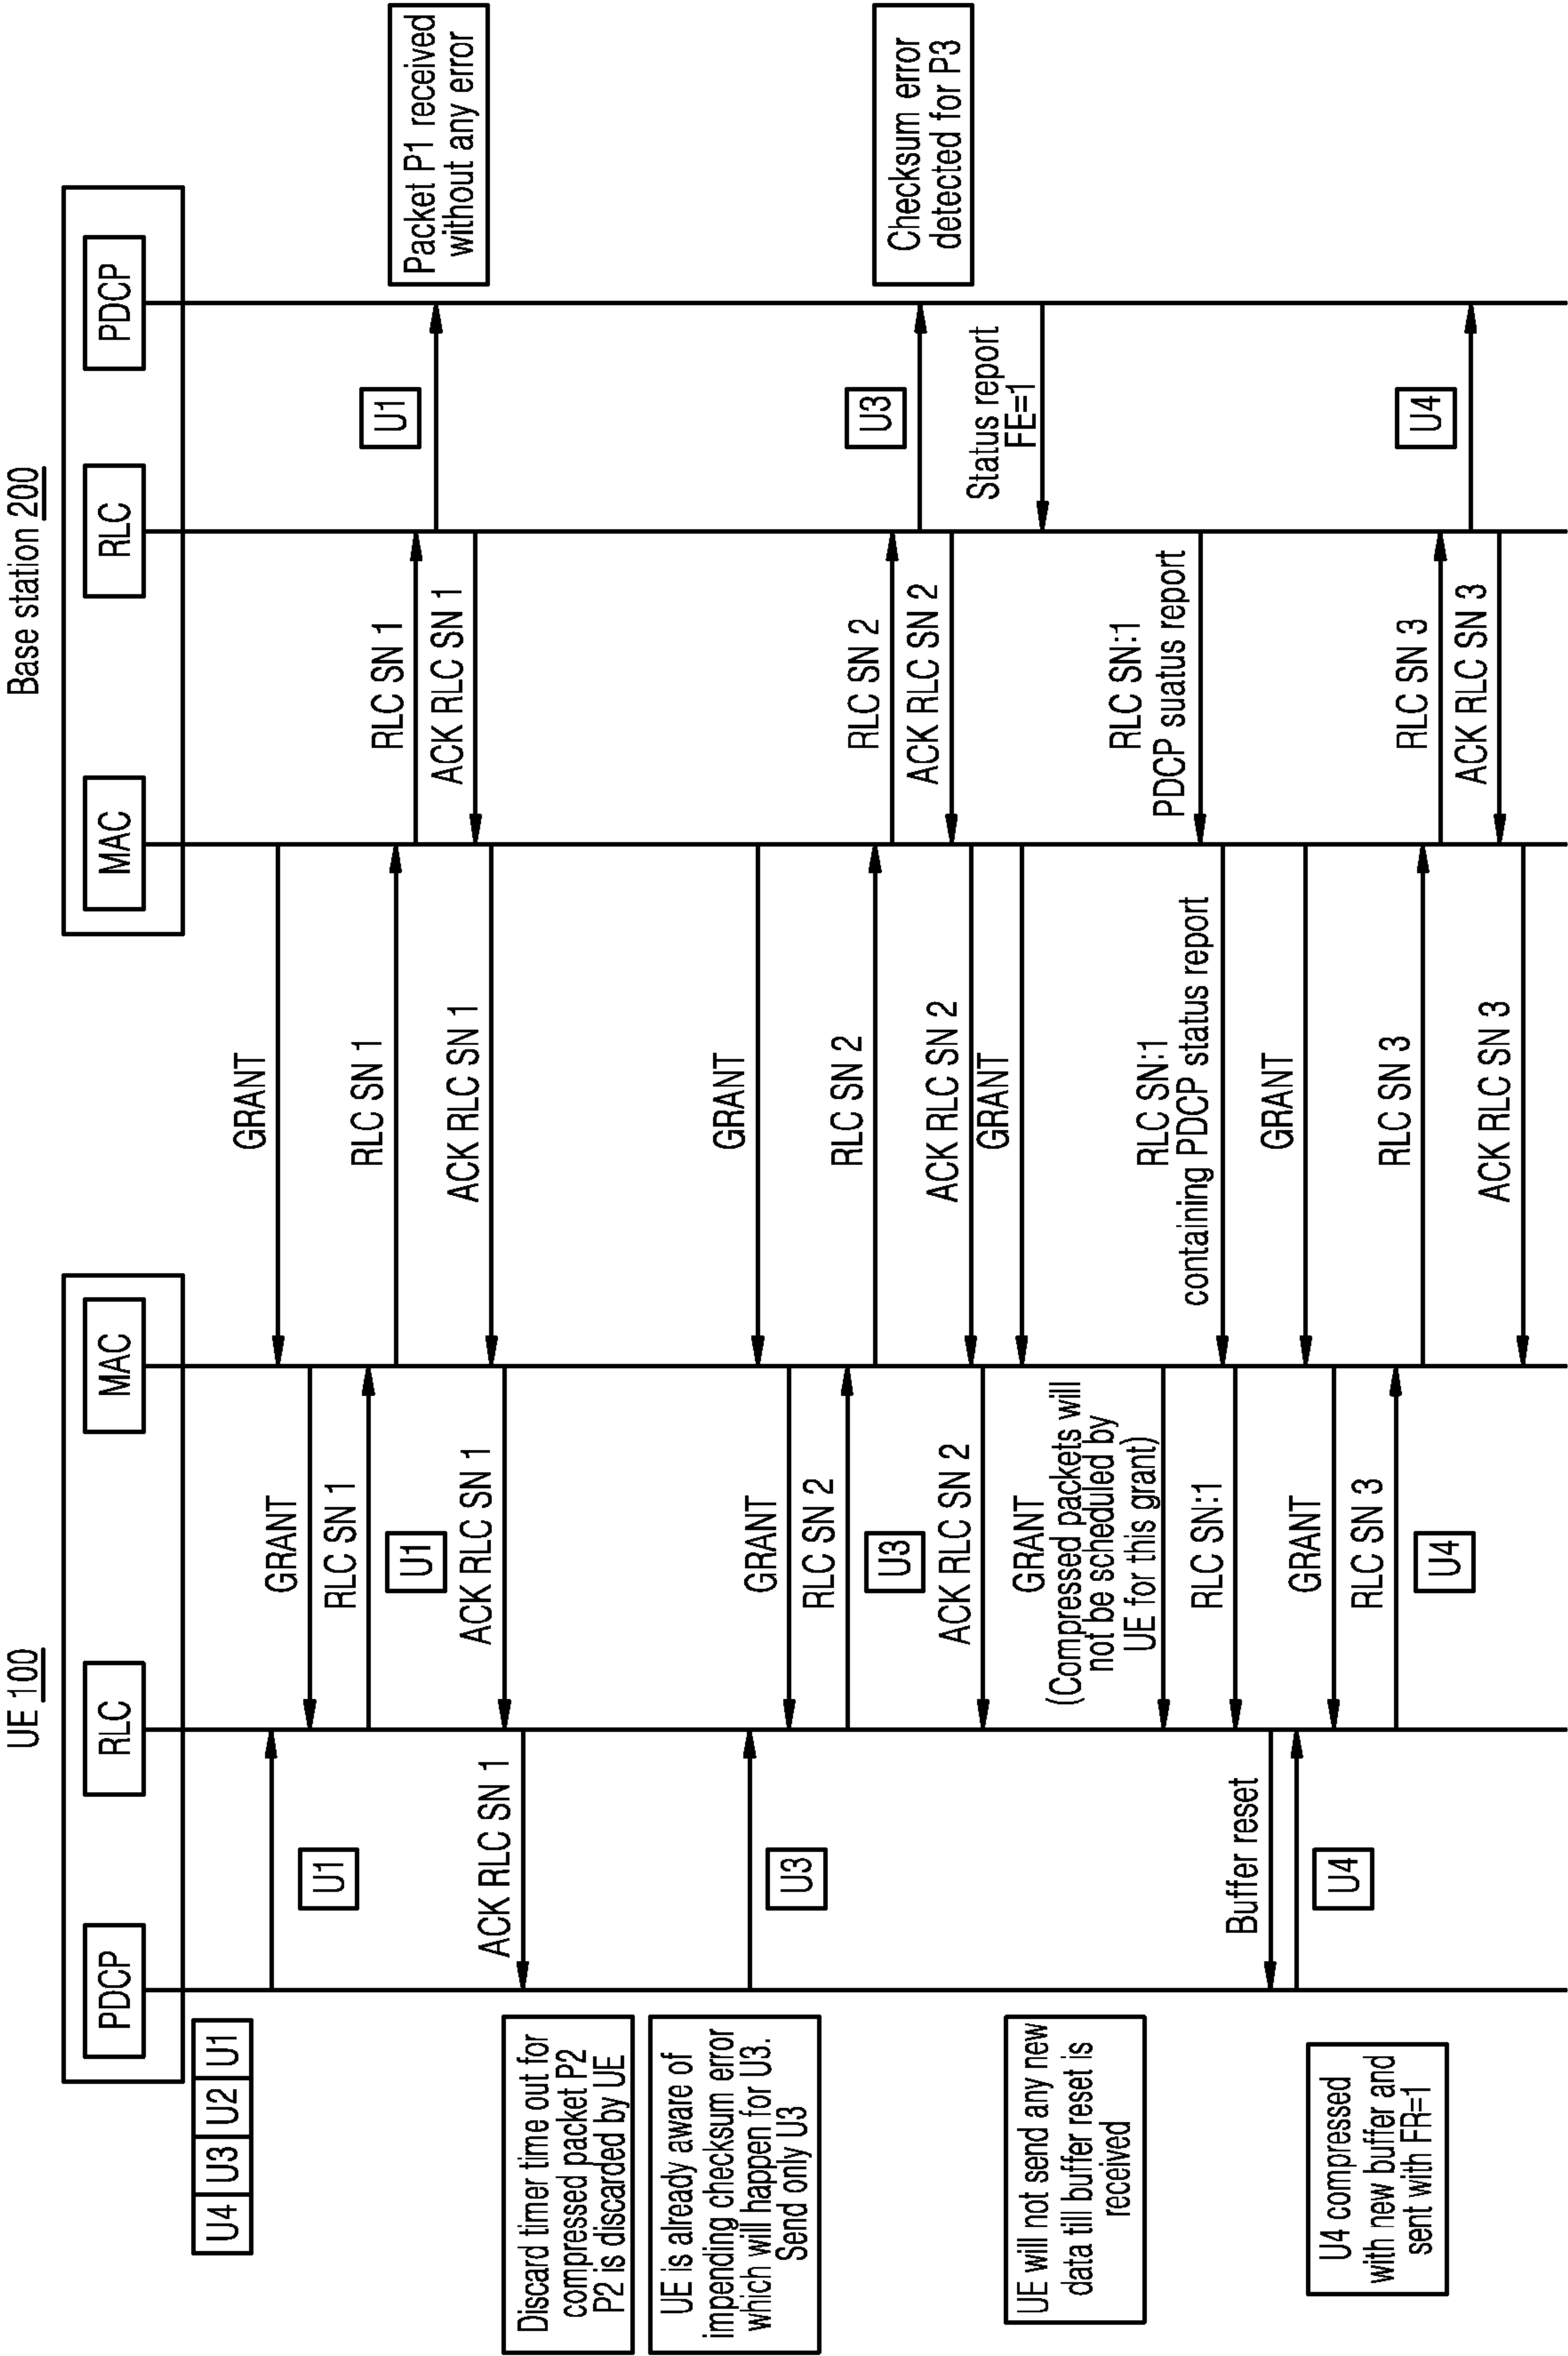 UE 100
Base station 200
PDCP
RLC
MAC
MAC
RLC
PDCP
U4
U3
U2
U1
U1
GRANT
GRANT
RLC SN 1
U1
RLC SN 1
RLC SN 1
U1
Packet P1 received
without any error
ACK RLC SN 1
ACK RLC SN 1
ACK RLC SN 1
ACK RLC SN 1
Discard timer time out for
compressed packet P2
P2 is discarded by UE
UE is already aware of
impending checksum error
which will happen for U3.
Send only U3
U3
GRANT
GRANT
RLC SN 2
U3
RLC SN 2
RLC SN 2
U3
Checksum error
detected for P3
ACK RLC SN 2
ACK RLC SN 2
ACK RLC SN 2
GRANT
Status report
FE=1
UE will not send any new
data till buffer reset is
received
GRANT
(Compressed packets will
not be scheduled by
UE for this grant)
RLC SN:1
PDCP suatus report
RLC SN:1
containing PDCP status report
RLC SN:1
Buffer reset
U4
U4 compressed
with new buffer and
sent with FR=1
GRANT
GRANT
RLC SN 3
U4
RLC SN 3
RLC SN 3
U4
ACK RLC SN 3
ACK RLC SN 3